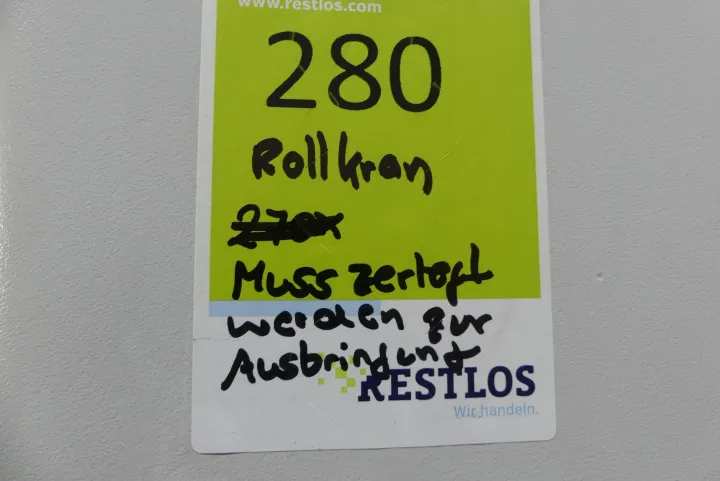 www.restlos.com
280
Rollkran
Muss zerlegt
werden zur
Ausbringung
RESTLOS
Wir handeln.